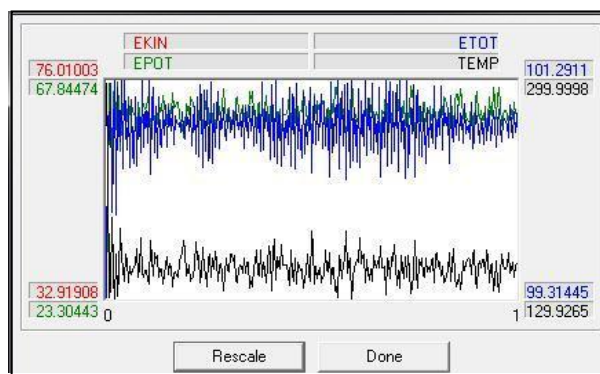 EKIN ETOT
EPOT TEMP
76.01003 101.2911
67.84474 299.9998
32.91908 99.31445
23.30443 0 1 129.9265
Rescale Done